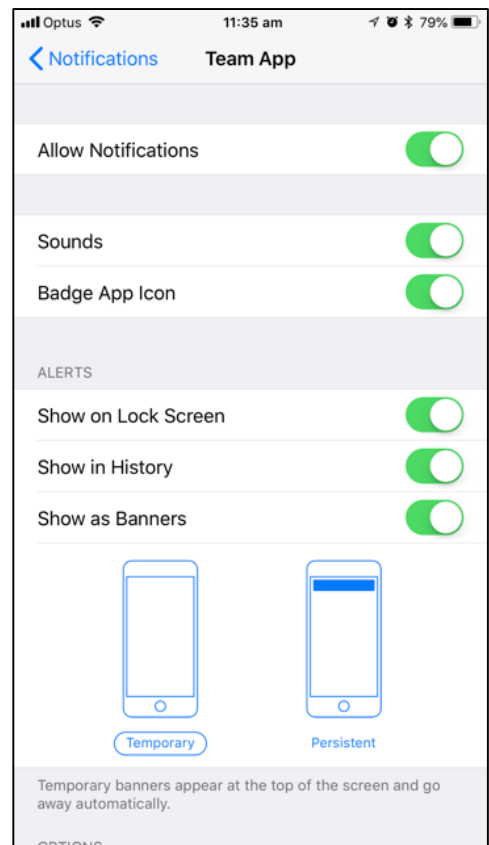 Optus 11:35 am 79%
Notifications Team App
Allow Notifications
Sounds
Badge App Icon
ALERTS
Show on Lock Screen
Show in History
Show as Banners
Temporary Persistent
Temporary banners appear at the top of the screen and go
away automatically.
OPTIONS